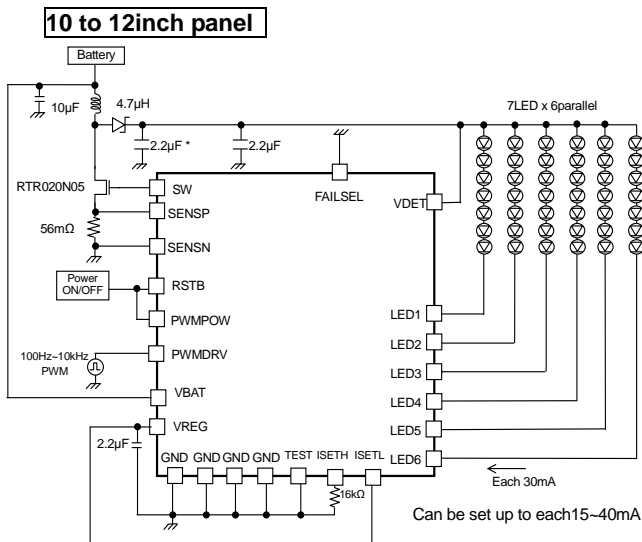 10 to 12inch panel
Battery
10µF
4.7µH
2.2µF *
2.2µF
7LED x 6parallel
RTR020N05
SW
FAILSEL
VDET
SENSP
56mΩ
SENSN
Power
ON/OFF
RSTB
PWMPOW
LED1
LED2
100Hz~10kHz
PWM
PWMDRV
LED3
VBAT
LED4
VREG
LED5
2.2µF
GND
GND
GND
GND
TEST
ISETH
ISETL
LED6
Each 30mA
16kΩ
Can be set up to each15~40mA